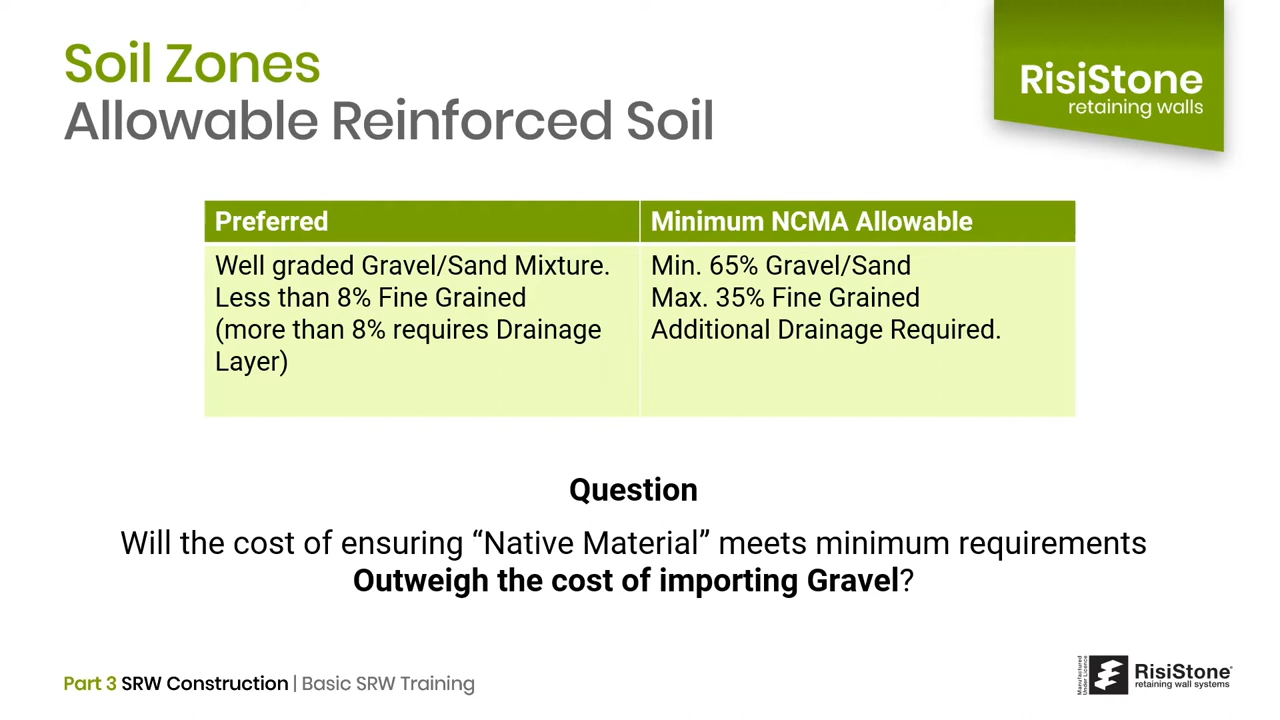 Soil Zones
Allowable Reinforced Soil
RisiStone
retaining walls
Preferred
Minimum NCMA Allowable
Well graded Gravel/Sand Mixture.
Less than 8% Fine Grained
(more than 8% requires Drainage
Layer)
Min. 65% Gravel/Sand
Max. 35% Fine Grained
Additional Drainage Required.
Question
Will the cost of ensuring “Native Material” meets minimum requirements
Outweigh the cost of importing Gravel?
Part 3 SRW Construction | Basic SRW Training
Manufactured
Under Licence
RisiStone®
retaining wall systems